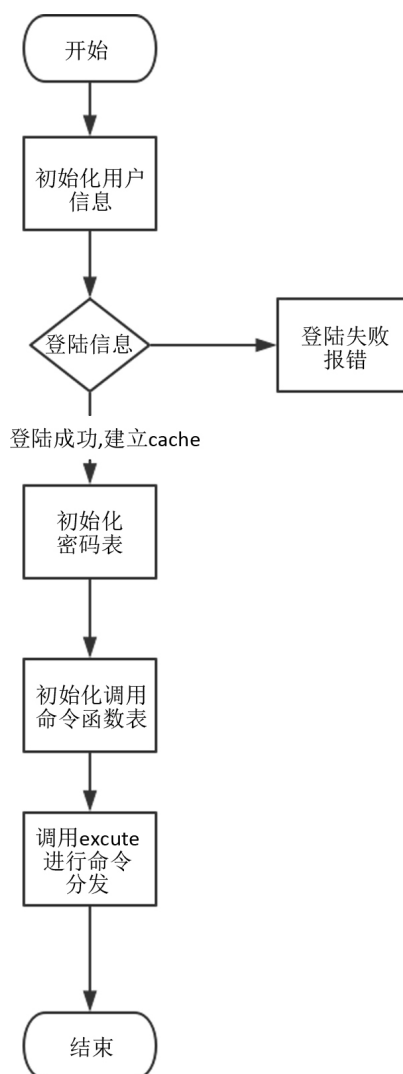 开始
初始化用户
信息
登陆信息
登陆失败
报错
登陆成功,建立cache
初始化
密码表
初始化调用
命令函数表
调用excute
进行命令
分发
结束